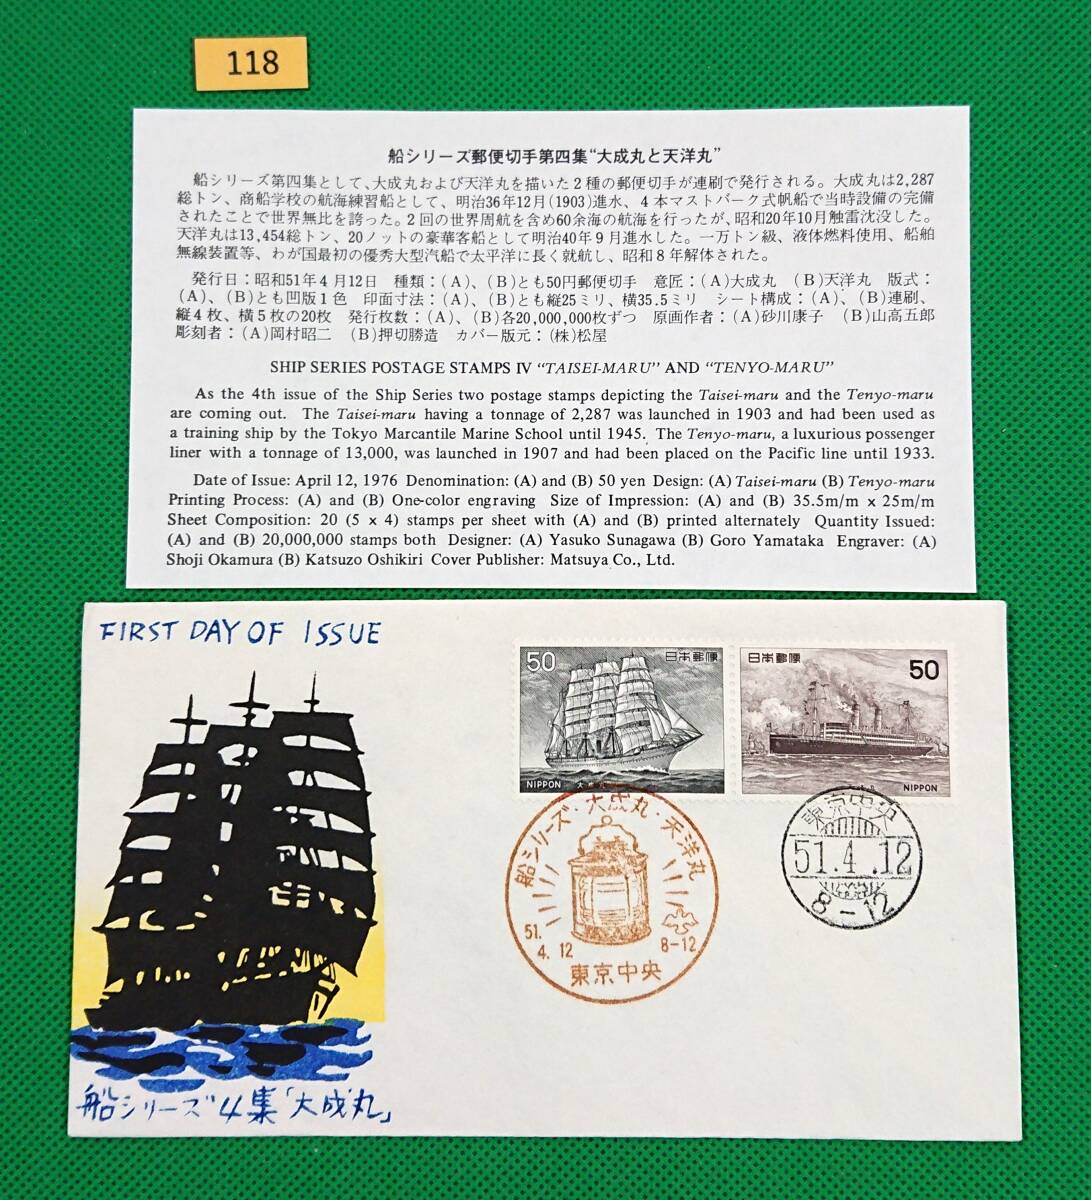 118
船シリーズ郵便切手第四集“大成丸と天洋丸”
船シリーズ第四集として、大成丸および天洋丸を描いた2種の郵便切手が連刷で発行される。大成丸は2,287
総トン、商船学校の航海練習船として、明治36年12月(1903)進水、4本マストバーク式帆船で当時設備の完備
されたことで世界無比を誇った。2回の世界周航を含め60余海の航海を行ったが、昭和20年10月触雷沈没した。
天洋丸は13,454総トン、20ノットの豪華客船として明治40年9月進水した。一万トン級、液体燃料使用、船舶
無線装置等、わが国最初の優秀大型汽船で太平洋に長く就航し、昭和8年解体された。
発行日：昭和51年4月12日 種類：(A)、(B)とも50円郵便切手 意匠：(A)大成丸 (B)天洋丸 版式：
(A)、(B)とも凹版1色 印面寸法：(A)、(B)とも縦25ミリ、横35.5ミリ シート構成：(A)、(B)連刷、
縦4枚、横5枚の20枚 発行枚数：(A)、(B)各20,000,000枚ずつ 原画作者：(A)砂川康子 (B)山高五郎
彫刻者：(A)岡村昭二 (B)押切勝造 カバー版元：(株)松屋
SHIP SERIES POSTAGE STAMPS IV “TAISEI-MARU” AND “TENYO-MARU”
As the 4th issue of the Ship Series two postage stamps depicting the Taisei-maru and the Tenyo-maru
are coming out. The Taisei-maru having a tonnage of 2,287 was launched in 1903 and had been used as
a training ship by the Tokyo Marcantile Marine School until 1945. The Tenyo-maru, a luxurious possenger
liner with a tonnage of 13,000, was launched in 1907 and had been placed on the Pacific line until 1933.
Date of Issue: April 12, 1976 Denomination: (A) and (B) 50 yen Design: (A) Taisei-maru (B) Tenyo-maru
Printing Process: (A) and (B) One-color engraving Size of Impression: (A) and (B) 35.5m/m x 25m/m
Sheet Composition: 20 (5 x 4) stamps per sheet with (A) and (B) printed alternately Quantity Issued:
(A) and (B) 20,000,000 stamps both Designer: (A) Yasuko Sunagawa (B) Goro Yamataka Engraver: (A)
Shoji Okamura (B) Katsuzo Oshikiri Cover Publisher: Matsuya Co., Ltd.
FIRST DAY OF ISSUE
50 日本郵便
NIPPON 大成丸
日本郵便 50
NIPPON
船シリーズ・大成丸・天洋丸
51.
4. 12
8-12
東京中央
東京中央
51.4.12
8-12
船シリーズ4集「大成丸」